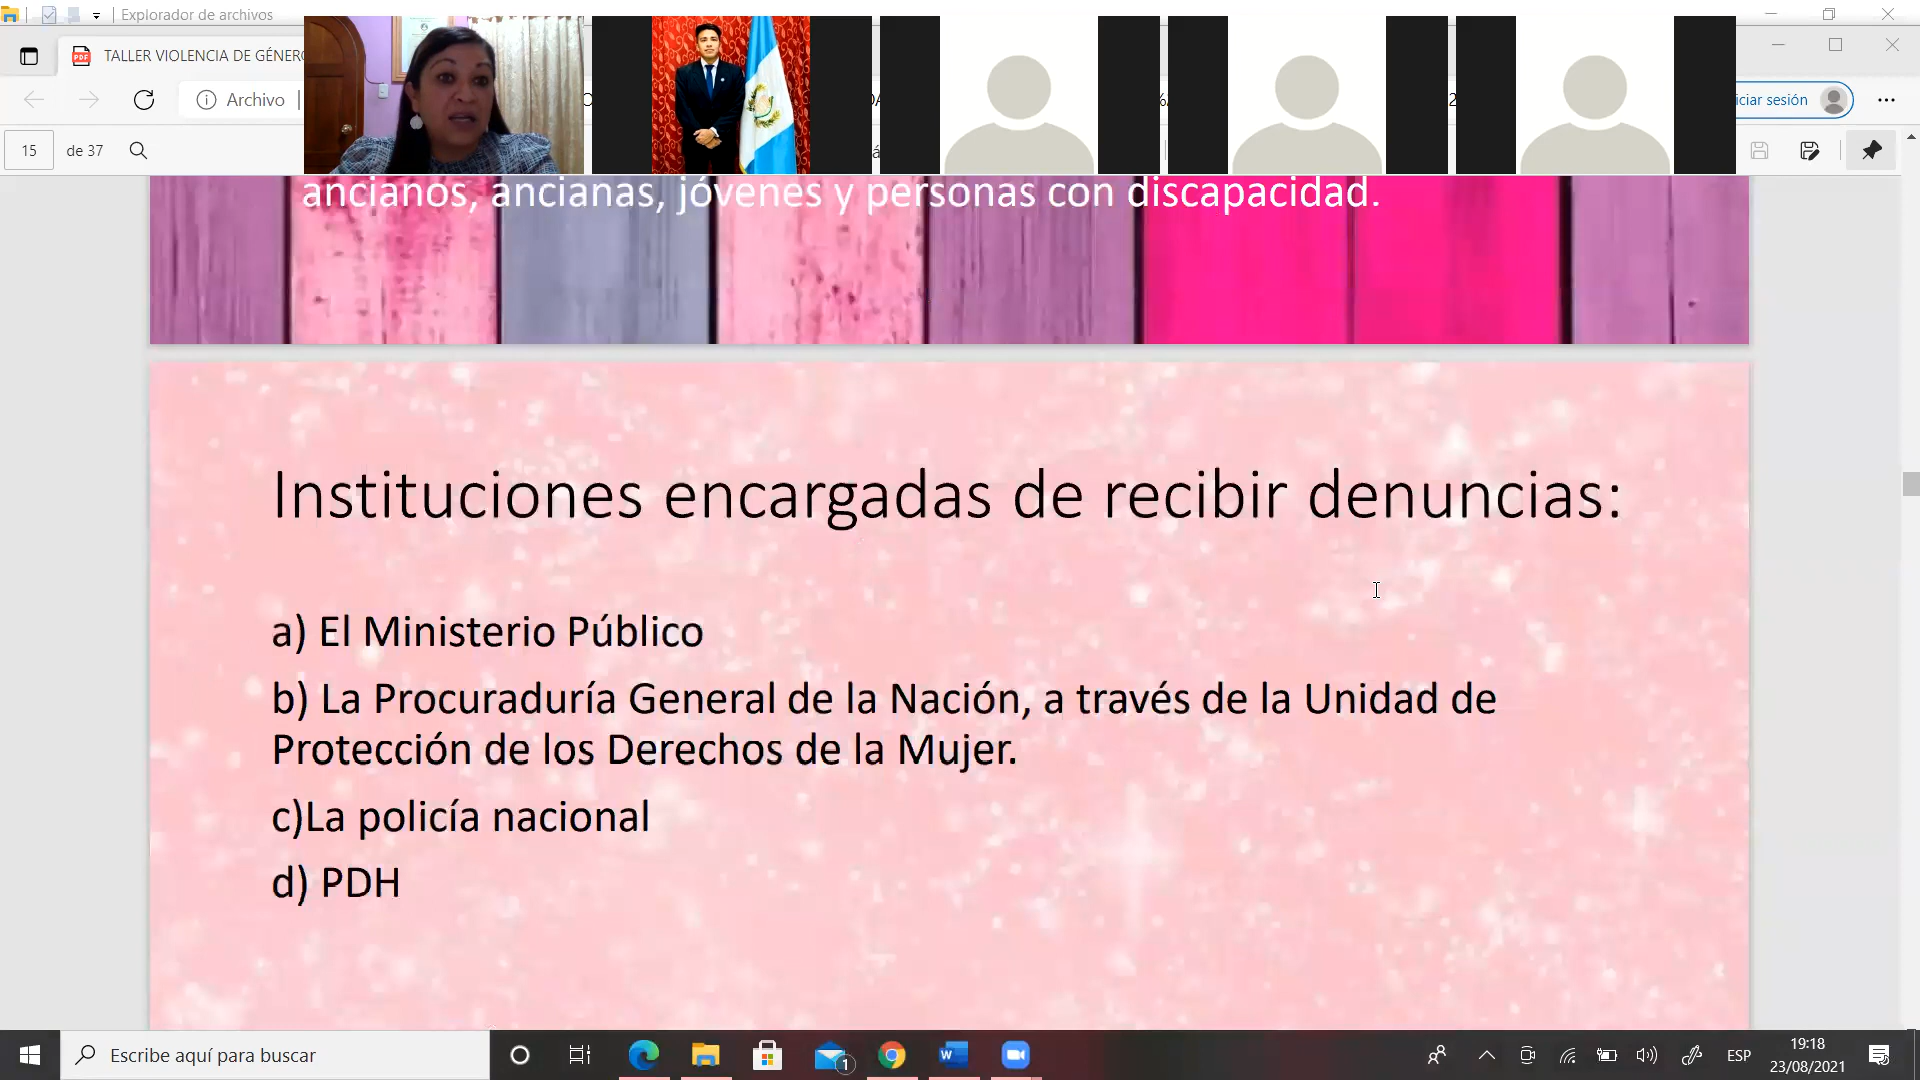 Explorador de archivos
TALLER VIOLENCIA DE GÉNERO
Archivo
iciar sesión
15 de 37
ancianos, ancianas, jóvenes y personas con discapacidad.
Instituciones encargadas de recibir denuncias:
a) El Ministerio Público
b) La Procuraduría General de la Nación, a través de la Unidad de
Protección de los Derechos de la Mujer.
c)La policía nacional
d) PDH
Escribe aquí para buscar
1
ESP
19:18
23/08/2021